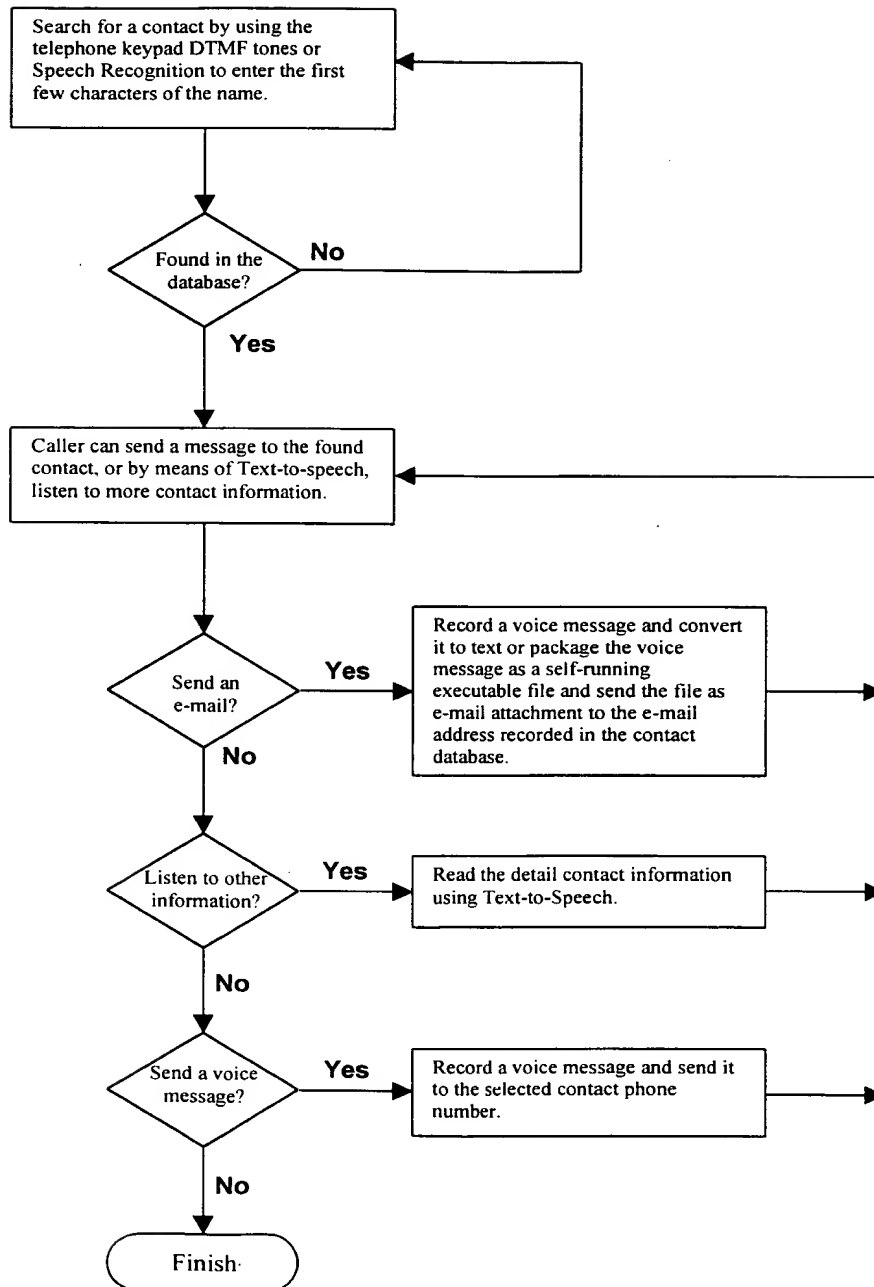 Search for a contact by using the
telephone keypad DTMF tones or
Speech Recognition to enter the first
few characters of the name.
Found in the
database?
No
Yes
Caller can send a message to the found
contact, or by means of Text-to-speech,
listen to more contact information.
Send an
e-mail?
Yes
Record a voice message and convert
it to text or package the voice
message as a self-running
executable file and send the file as
e-mail attachment to the e-mail
address recorded in the contact
database.
No
Listen to other
information?
Yes
Read the detail contact information
using Text-to-Speech.
No
Send a voice
message?
Yes
Record a voice message and send it
to the selected contact phone
number.
No
Finish